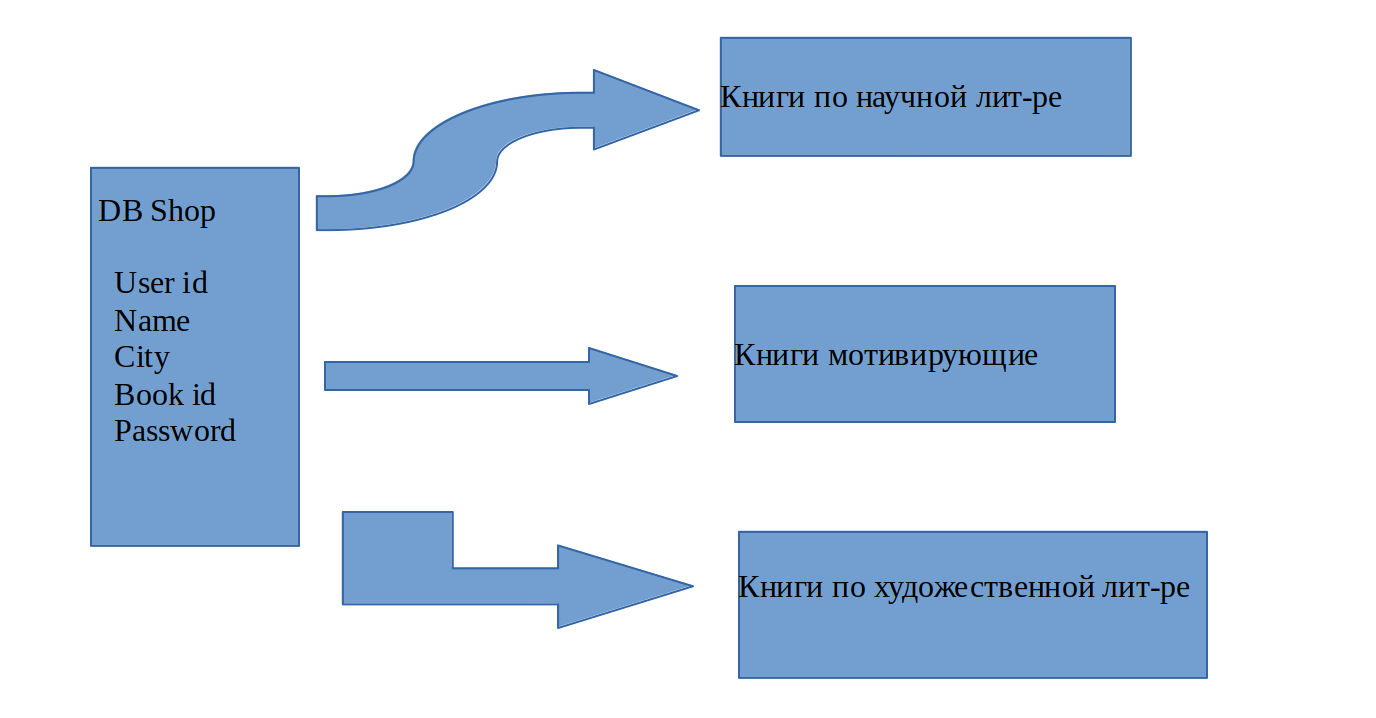 DB Shop
User id
Name
City
Book id
Password
Книги по научной лит-ре
Книги мотивирующие
Книги по художественной лит-ре